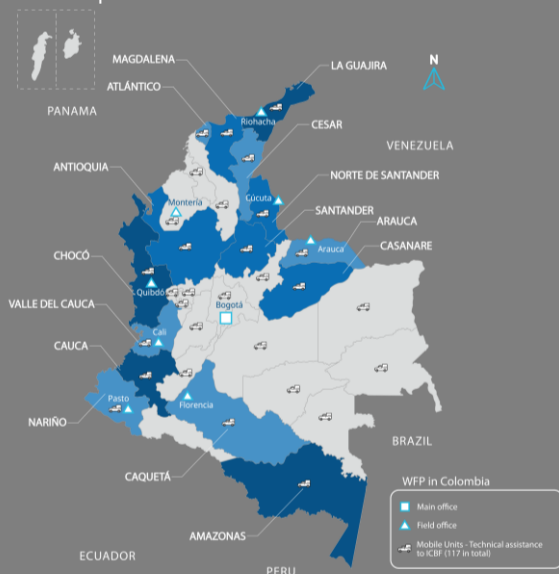 MAGDALENA
LA GUAJIRA
N
ATLÁNTICO
PANAMA
Riohacha
CESAR
VENEZUELA
ANTIOQUIA
NORTE DE SANTANDER
Montería
Cúcuta
SANTANDER
ARAUCA
Arauca
CASANARE
CHOCÓ
Quibdó
VALLE DEL CAUCA
Bogotá
Cali
CAUCA
Pasto
Florencia
NARIÑO
BRAZIL
CAQUETÁ
WFP in Colombia
Main office
Field office
Mobile Units - Technical assistance
to ICBF (117 in total)
AMAZONAS
ECUADOR
PERU